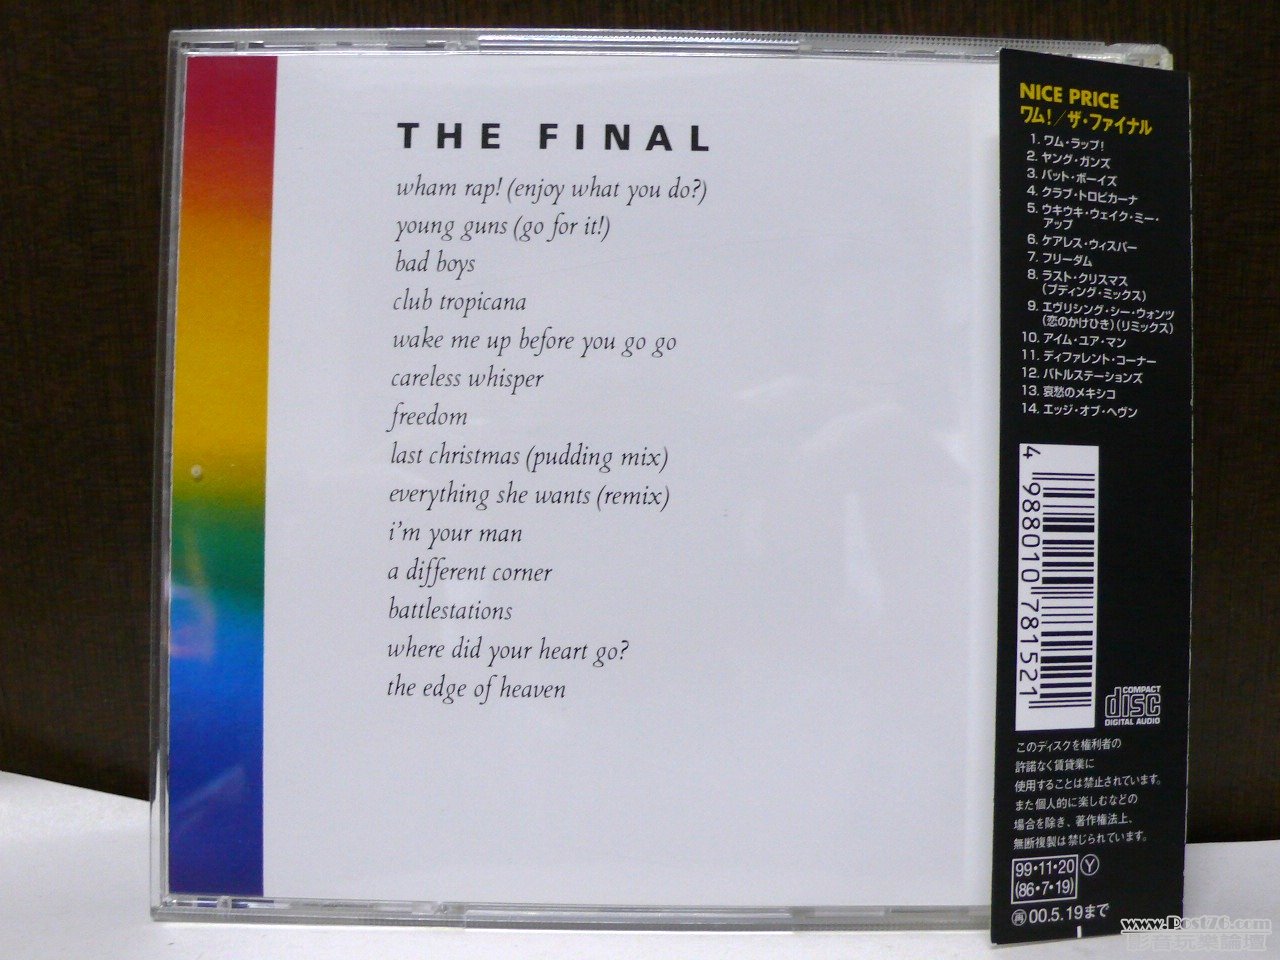 THE FINAL
wham rap! (enjoy what you do?)
young guns (go for it!)
bad boys
club tropicana
wake me up before you go go
careless whisper
freedom
last christmas (pudding mix)
everything she wants (remix)
i'm your man
a different corner
battlestations
where did your heart go?
the edge of heaven
NICE PRICE
ワム!/ザ・ファイナル
1. ワム・ラップ!
2. ヤング・ガンズ
3. バット・ボーイズ
4. クラブ・トロピカーナ
5. ウキウキ・ウェイク・ミー・
アップ
6. ケアレス・ウィスパー
7. フリーダム
8. ラスト・クリスマス
(プディング・ミックス)
9. エヴリシング・シー・ウォンツ
(恋のかけひき)(リミックス)
10. アイム・ユア・マン
11. ディファレント・コーナー
12. バトルステーションズ
13. 哀愁のメキシコ
14. エッジ・オブ・ヘヴン
4 988010 781521
COMPACT
disc
DIGITAL AUDIO
このディスクを権利者の
許諾なく賃貸業に
使用することは禁止されています。
また個人的に楽しむなどの
場合を除き、著作権法上、
無断複製は禁じられています。
99・11・20 Y
(86・7・19)
再 00.5.19まで
www.Post76.com
影音玩樂論壇